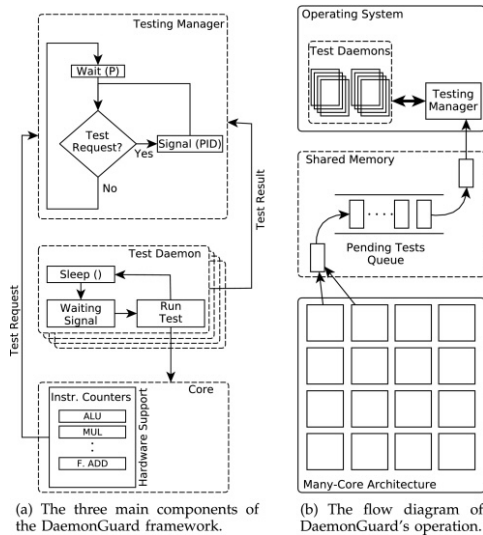 Testing Manager
Wait (P)
Test
Request?
Yes
Signal (PID)
No
Test Request
Test Result
Test Daemon
Sleep ()
Waiting
Signal
Run
Test
Core
Instr. Counters
ALU
MUL
F. ADD
Hardware Support
(a) The three main components of
the DaemonGuard framework.
Operating System
Test Daemons
Testing
Manager
Shared Memory
Pending Tests
Queue
Many-Core Architecture
(b) The flow diagram of
DaemonGuard's operation.